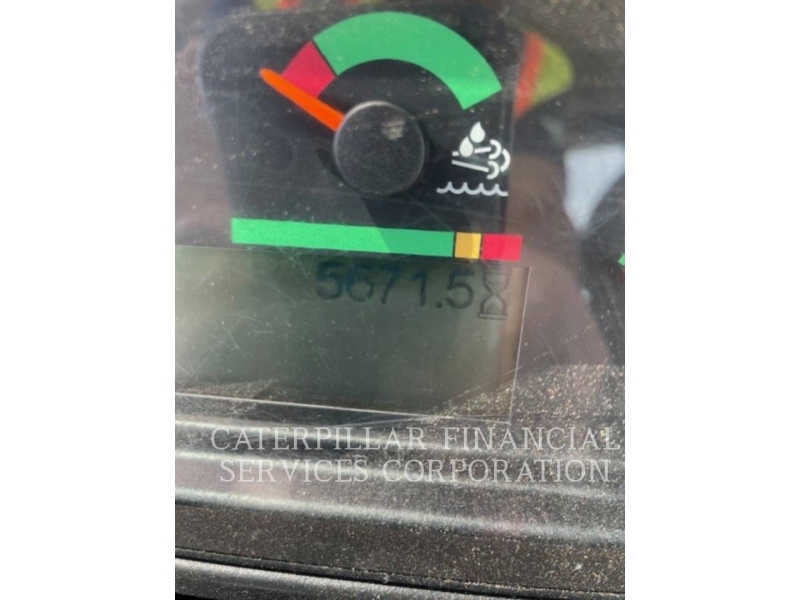 5671.5
CATERPILLAR FINANCIAL
SERVICES CORPORATION